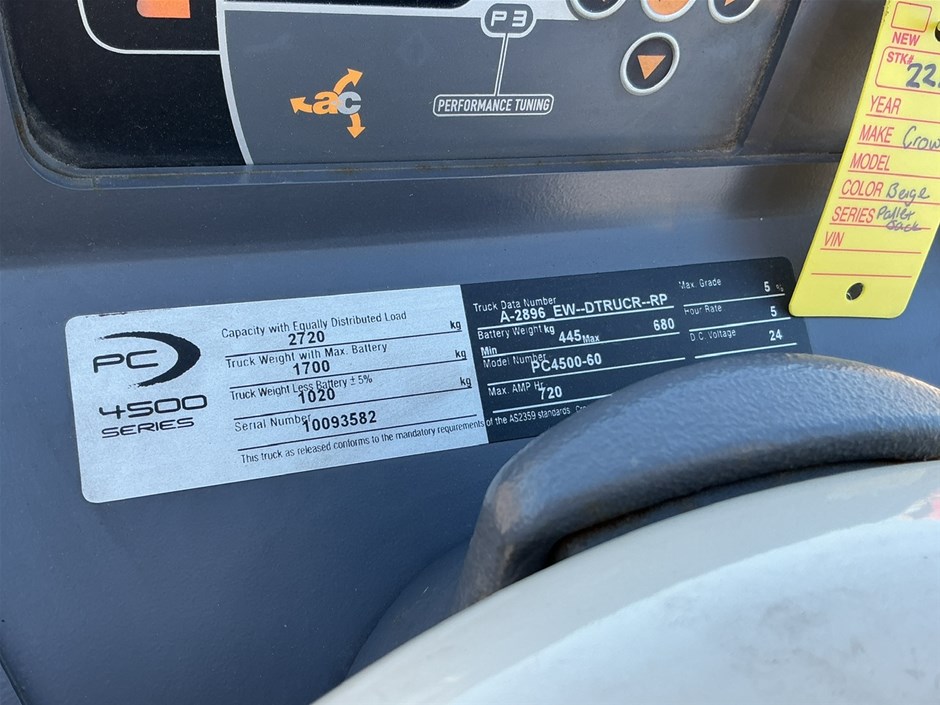 P3
ac
PERFORMANCE TUNING
NEW
STK#
YEAR
MAKE Crow
MODEL
COLOR Beige
SERIES Pallet Jack
VIN
PC
4500
SERIES
Capacity with Equally Distributed Load
2720 kg
Truck Weight with Max. Battery
1700 kg
Truck Weight Less Battery ± 5%
1020 kg
Serial Number 10093582
This truck as released conforms to the mandatory requirements of the AS2359 standards
Truck Data Number
A-2896 EW--DTRUCR--RP
Battery Weight kg
Min 445 Max 680
Model Number
PC4500-60
Max. AMP Hr.
720
Max. Grade 5 %
Hour Rate 5
D.C. Voltage 24